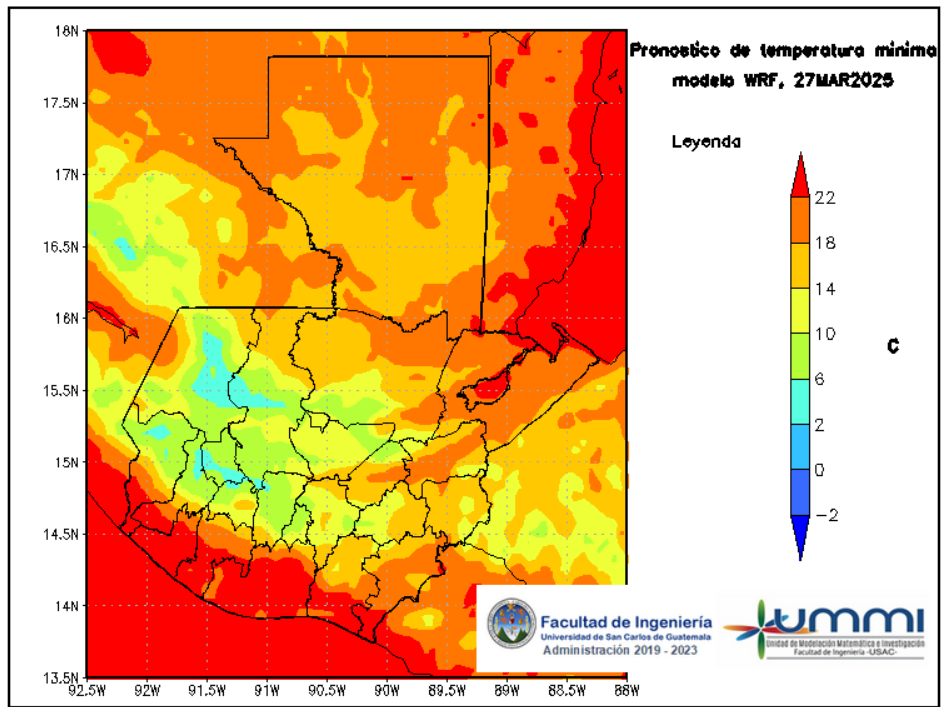 Pronostico de temperatura minima
modelo WRF, 27MAR2025
Leyenda
22
18
14
10
6
2
0
−2
C
18N
17.5N
17N
16.5N
16N
15.5N
15N
14.5N
14N
13.5N
92.5W 92W 91.5W 91W 90.5W 90W 89.5W 89W 88.5W 88W
Facultad de Ingeniería
Universidad de San Carlos de Guatemala
Administración 2019 - 2023
UMMI
Unidad de Modelación Matemática e Investigación
Facultad de Ingeniería -USAC-